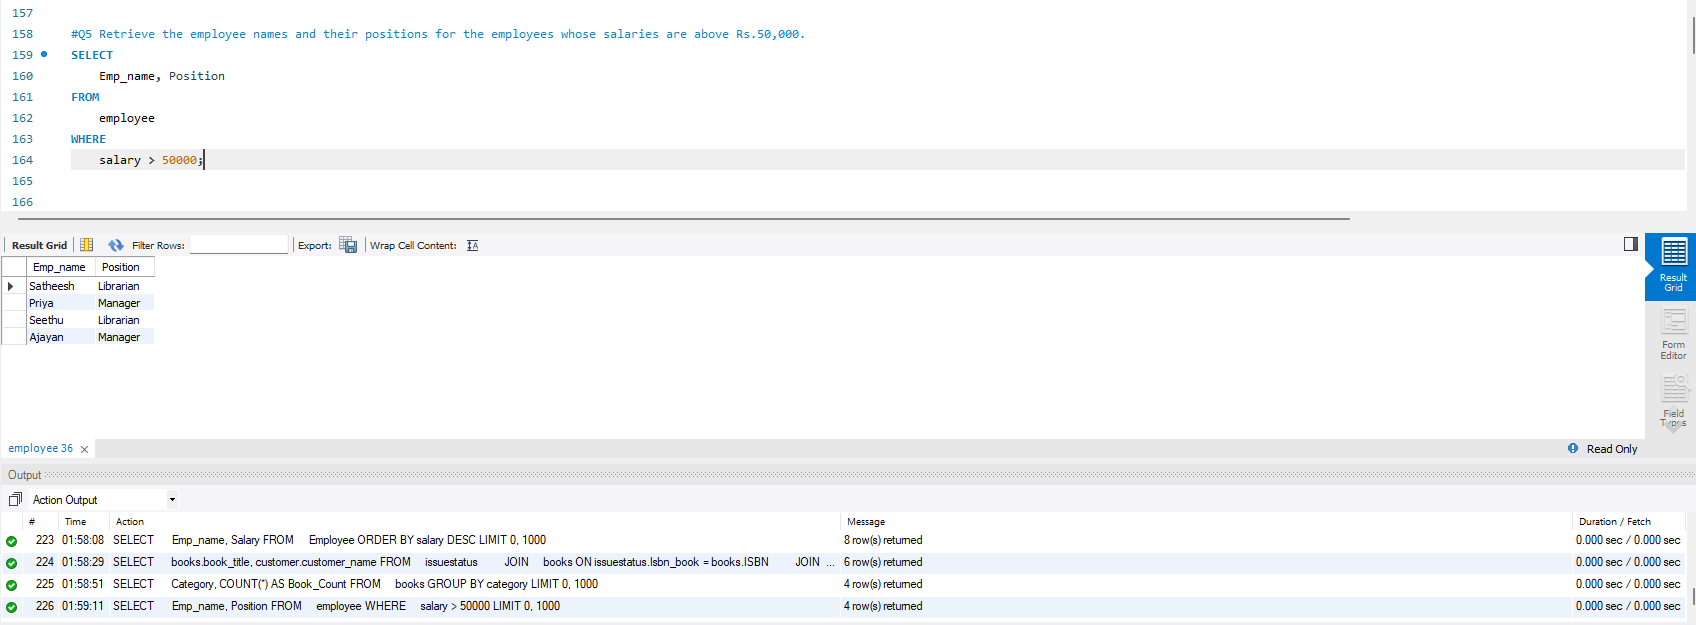 157
158 #Q5 Retrieve the employee names and their positions for the employees whose salaries are above Rs.50,000.
159 SELECT
160 Emp_name, Position
161 FROM
162 employee
163 WHERE
164 salary > 50000;
165
166
Result Grid Filter Rows: Export: Wrap Cell Content:
Emp_name Position
Satheesh Librarian
Priya Manager
Seethu Librarian
Ajayan Manager
Result
Grid
Form
Editor
Field
Types
employee 36 Read Only
Output
Action Output
# Time Action Message Duration / Fetch
223 01:58:08 SELECT Emp_name, Salary FROM Employee ORDER BY salary DESC LIMIT 0, 1000 8 row(s) returned 0.000 sec / 0.000 sec
224 01:58:29 SELECT books.book_title, customer.customer_name FROM issuestatus JOIN books ON issuestatus.Isbn_book = books.ISBN JOIN ... 6 row(s) returned 0.000 sec / 0.000 sec
225 01:58:51 SELECT Category, COUNT(*) AS Book_Count FROM books GROUP BY category LIMIT 0, 1000 4 row(s) returned 0.000 sec / 0.000 sec
226 01:59:11 SELECT Emp_name, Position FROM employee WHERE salary > 50000 LIMIT 0, 1000 4 row(s) returned 0.000 sec / 0.000 sec